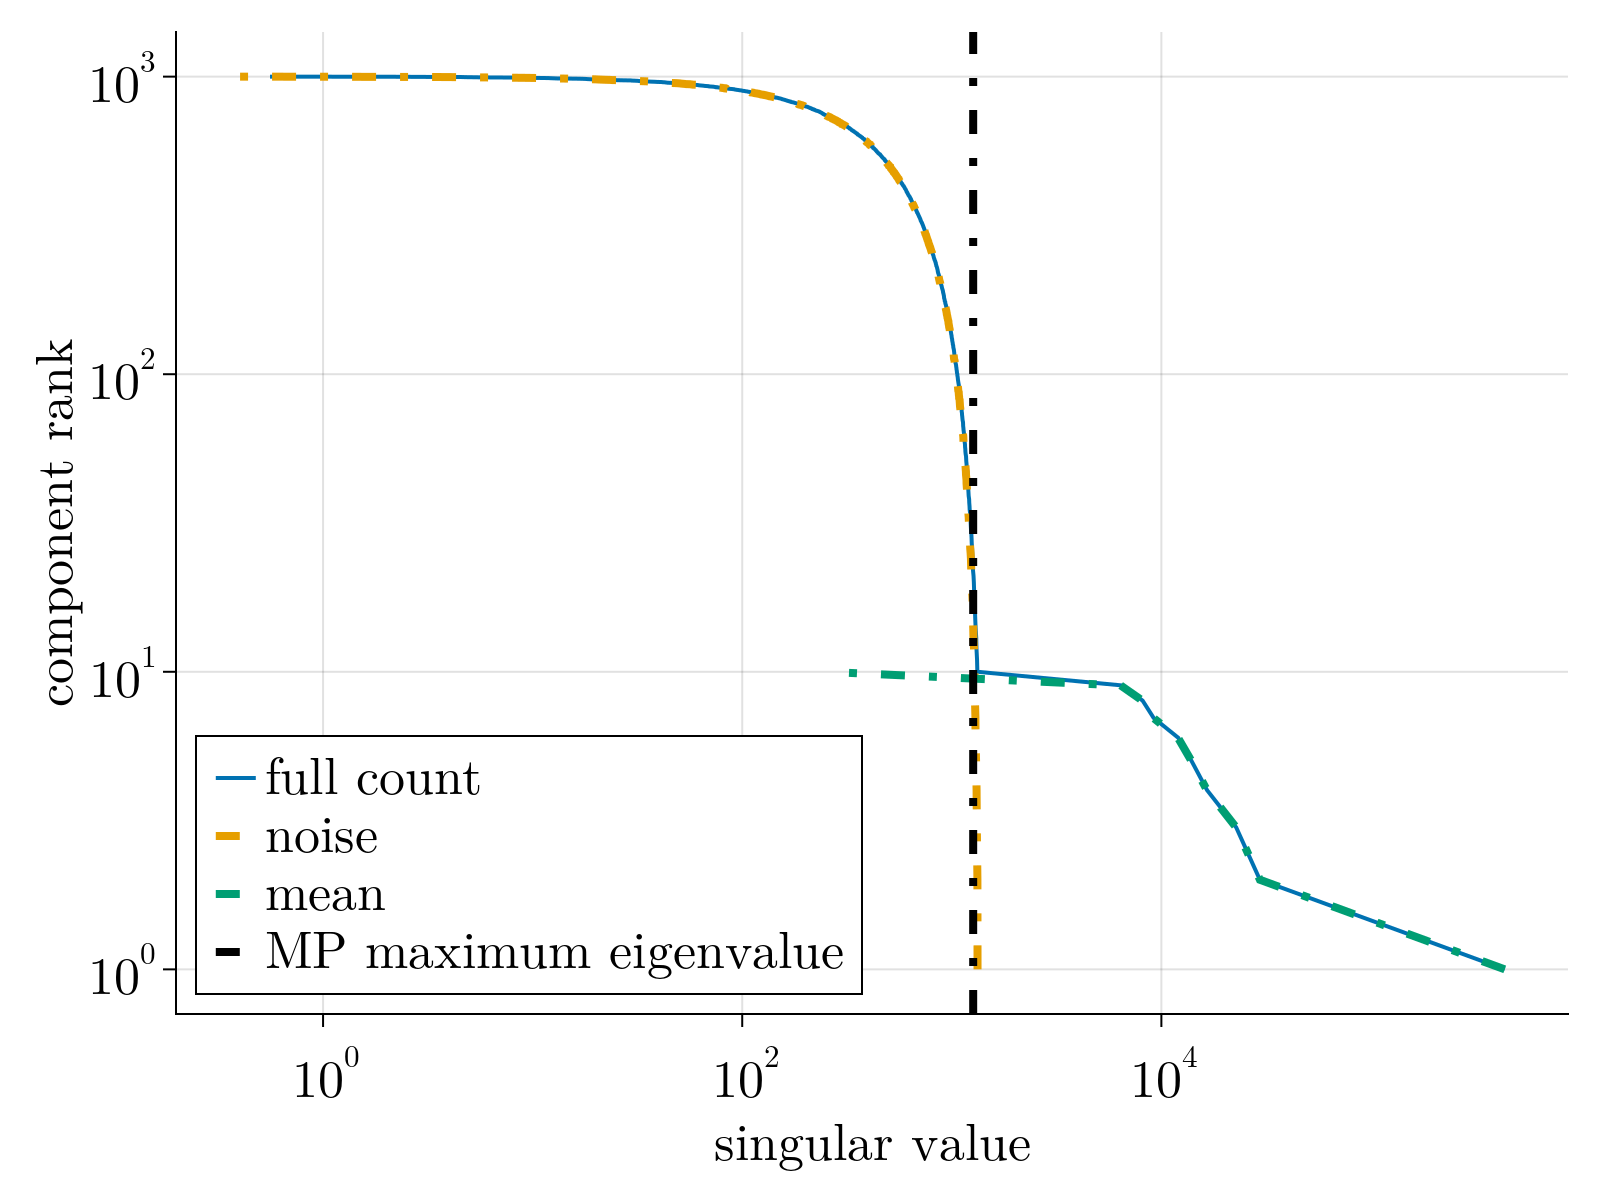 10^3
10^2
10^1
10^0
component rank
full count
noise
mean
MP maximum eigenvalue
10^0
10^2
10^4
singular value